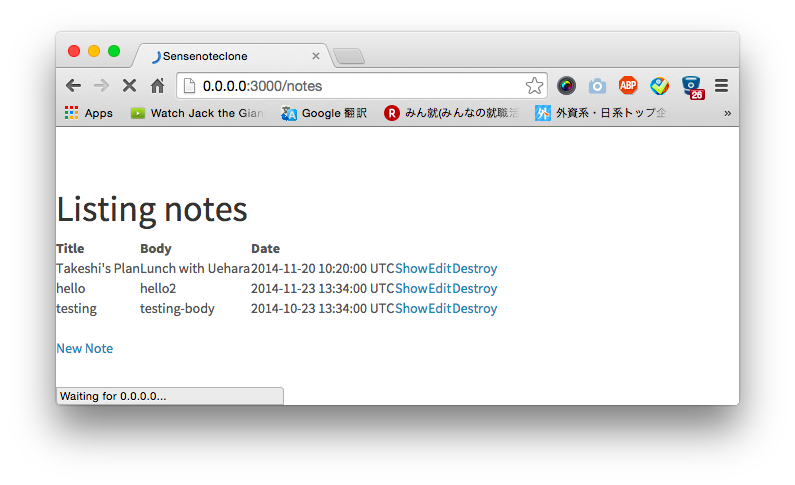 Sensenoteclone
0.0.0.0:3000/notes
ABP
26
Apps
Watch Jack the Gian
Google 翻訳
R みん就(みんなの就職活
外 外資系・日系トップ企
»
Listing notes
Title Body Date
Takeshi's Plan Lunch with Uehara 2014-11-20 10:20:00 UTC Show Edit Destroy
hello hello2 2014-11-23 13:34:00 UTC Show Edit Destroy
testing testing-body 2014-10-23 13:34:00 UTC Show Edit Destroy
New Note
Waiting for 0.0.0.0...